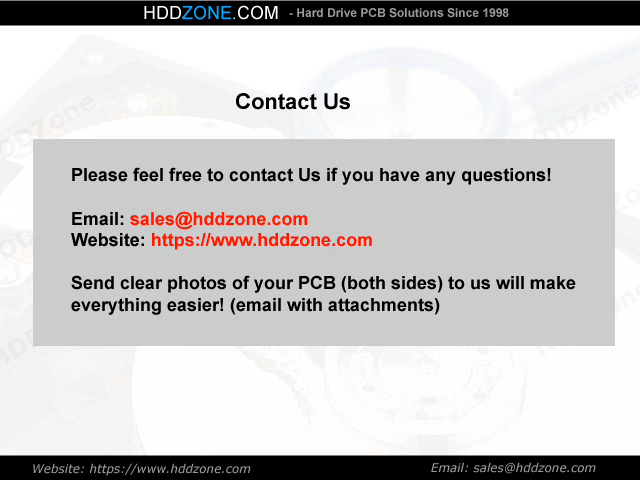 HDDZONE.COM - Hard Drive PCB Solutions Since 1998
Contact Us
HDDZone
HDDZone
Please feel free to contact Us if you have any questions!
Email: sales@hddzone.com
Website: https://www.hddzone.com
Send clear photos of your PCB (both sides) to us will make
everything easier! (email with attachments)
Website: https://www.hddzone.com
Email: sales@hddzone.com